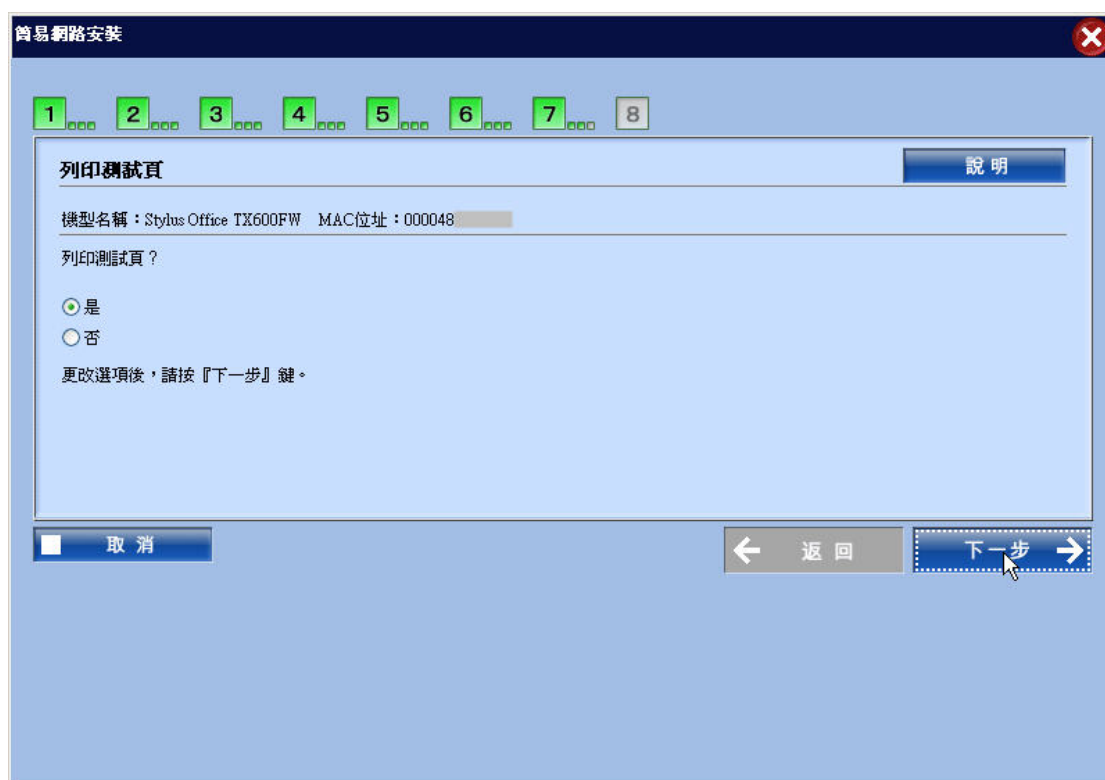 簡易網路安裝
1 2 3 4 5 6 7 8
列印測試頁
說明
機型名稱：Stylus Office TX600FW MAC位址：000048
列印測試頁？
是
否
更改選項後，請按『下一步』鍵。
取消
返回
下一步